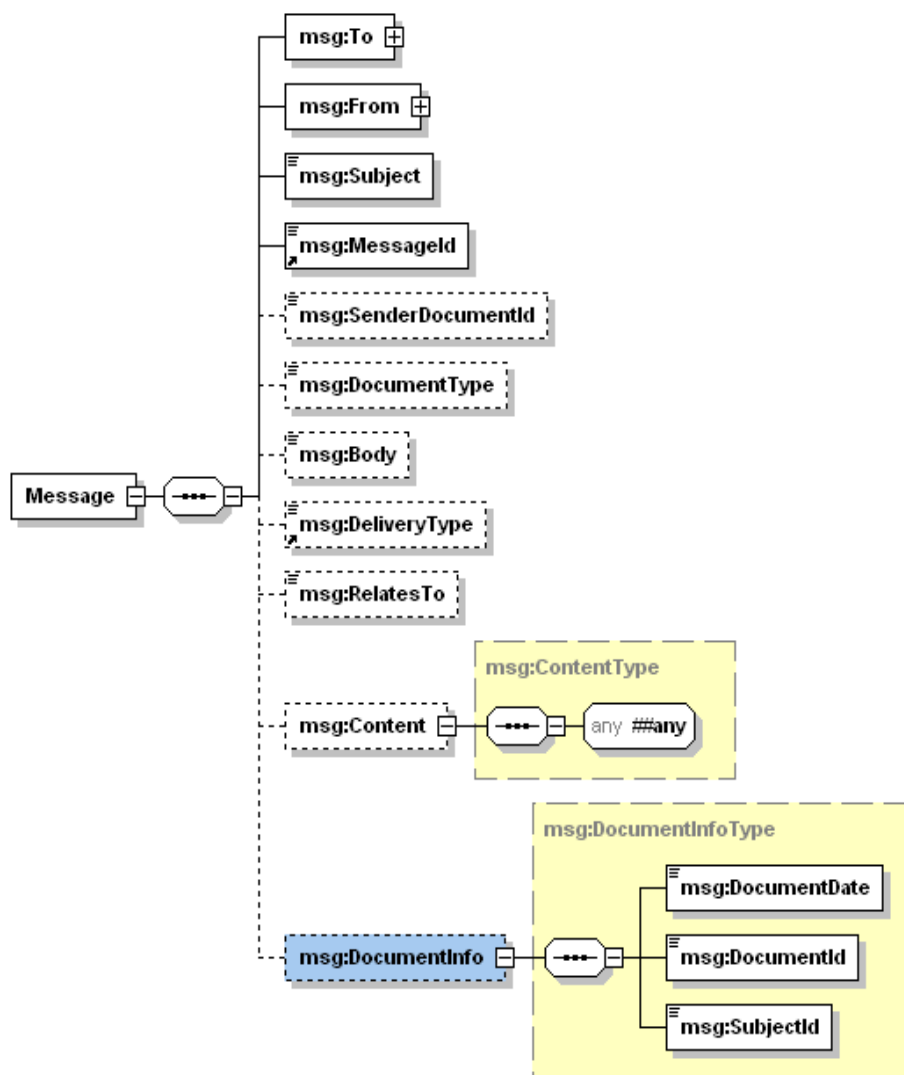 msg:To
msg:From
msg:Subject
msg:MessageId
msg:SenderDocumentId
msg:DocumentType
msg:Body
Message
msg:DeliveryType
msg:RelatesTo
msg:ContentType
msg:Content
any ##any
msg:DocumentInfoType
msg:DocumentDate
msg:DocumentInfo
msg:DocumentId
msg:SubjectId